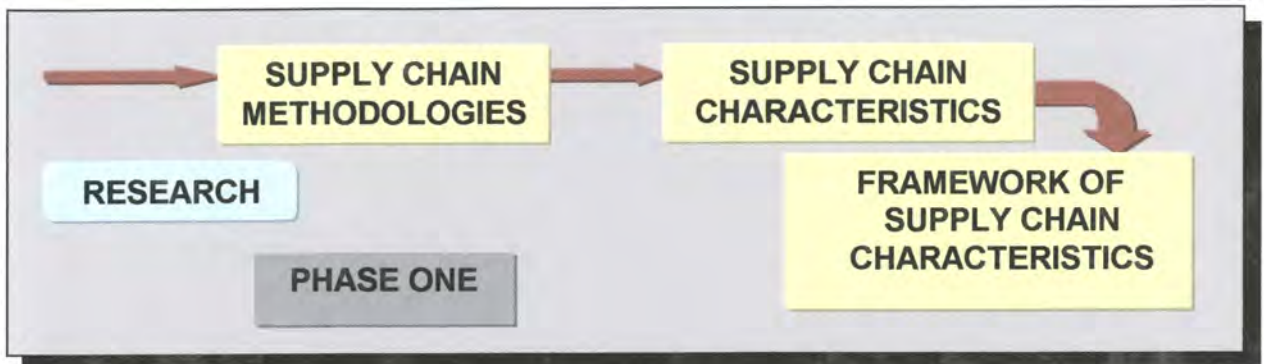 SUPPLY CHAIN
METHODOLOGIES
SUPPLY CHAIN
CHARACTERISTICS
RESEARCH
FRAMEWORK OF
SUPPLY CHAIN
CHARACTERISTICS
PHASE ONE